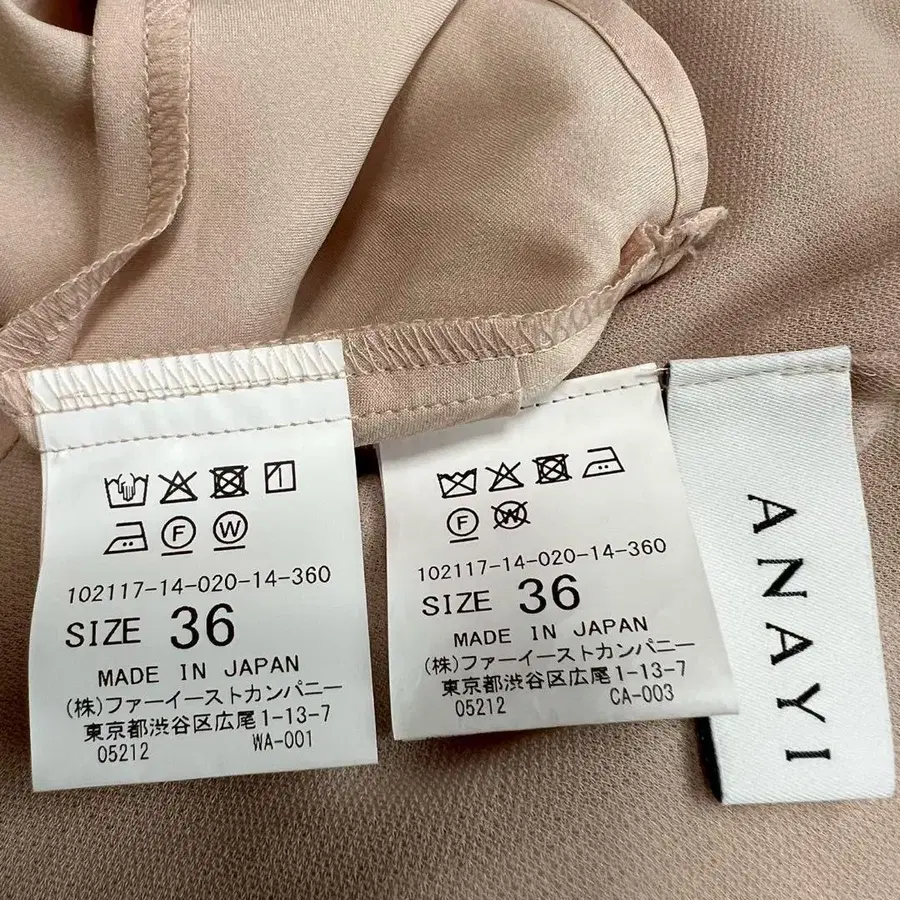 F W
102117-14-020-14-360
SIZE 36
MADE IN JAPAN
(株)ファーイーストカンパニー
東京都渋谷区広尾1-13-7
05212 WA-001
F W
102117-14-020-14-360
SIZE 36
MADE IN JAPAN
(株)ファーイーストカンパニー
東京都渋谷区広尾1-13-7
05212 CA-003
ANAYI